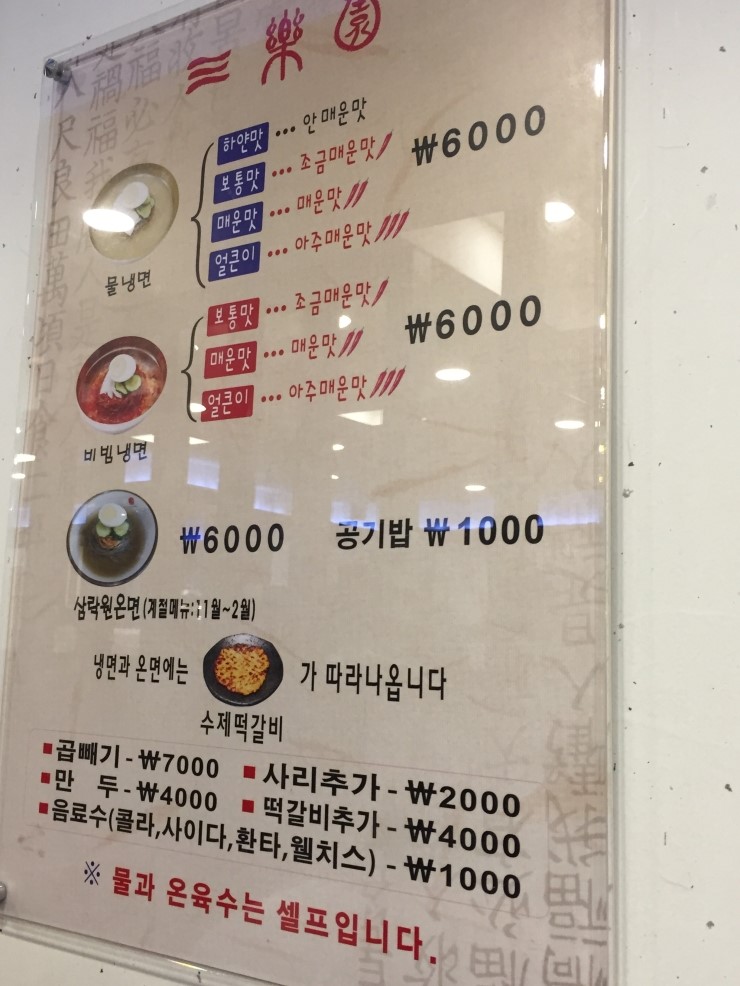 三樂園
하얀맛 ••• 안매운맛
보통맛 ••• 조금매운맛
매운맛 ••• 매운맛
얼큰이 ••• 아주매운맛
₩6000
물냉면
보통맛 ••• 조금매운맛
매운맛 ••• 매운맛
얼큰이 ••• 아주매운맛
₩6000
비빔냉면
₩6000 공기밥 ₩1000
삼락원온면(계절메뉴:11월~2월)
냉면과 온면에는 가 따라나옵니다
수제떡갈비
■곱빼기-₩7000 ■사리추가-₩2000
■만 두-₩4000 ■떡갈비추가-₩4000
■음료수(콜라,사이다,환타,웰치스)-₩1000
※ 물과 온육수는 셀프입니다.